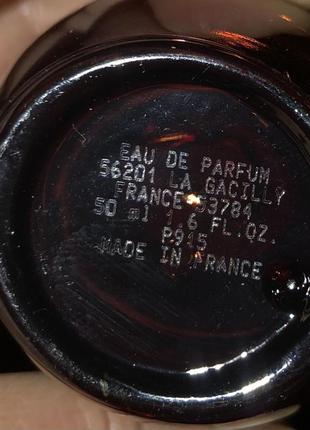 EAU DE PARFUM
56201 LA GACILLY
FRANCE 53784
50 ml 1.6 FL.OZ.
P915
MADE IN FRANCE